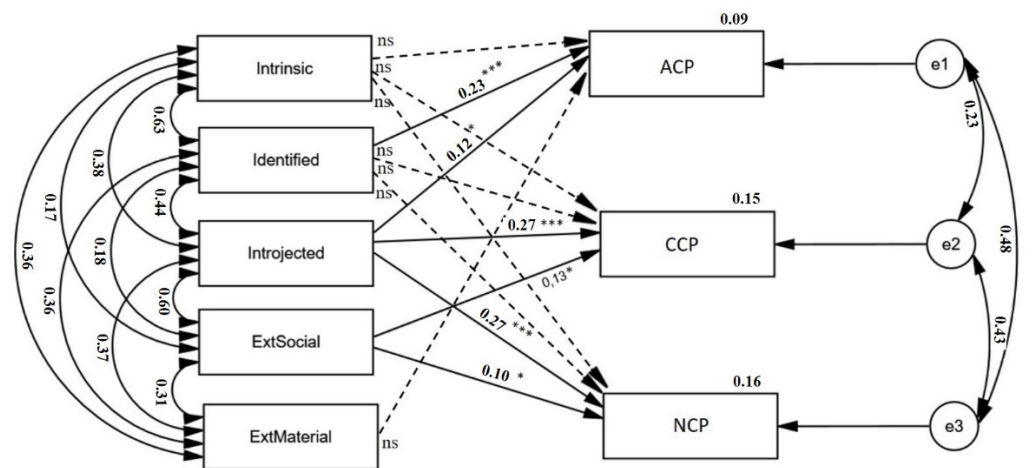 0.09
ns
Intrinsic
ns
ns
0.23 ***
ACP
e1
0.63
0.23
0.38
Identified
ns
ns
ns
0.12 *
0.17
0.44
0.15
0.36
0.18
Introjected
0.27 ***
CCP
e2
0.48
0,13*
0.60
0.36
0.27 ***
0.43
0.37
ExtSocial
0.10 *
0.16
0.31
ExtMaterial
ns
NCP
e3